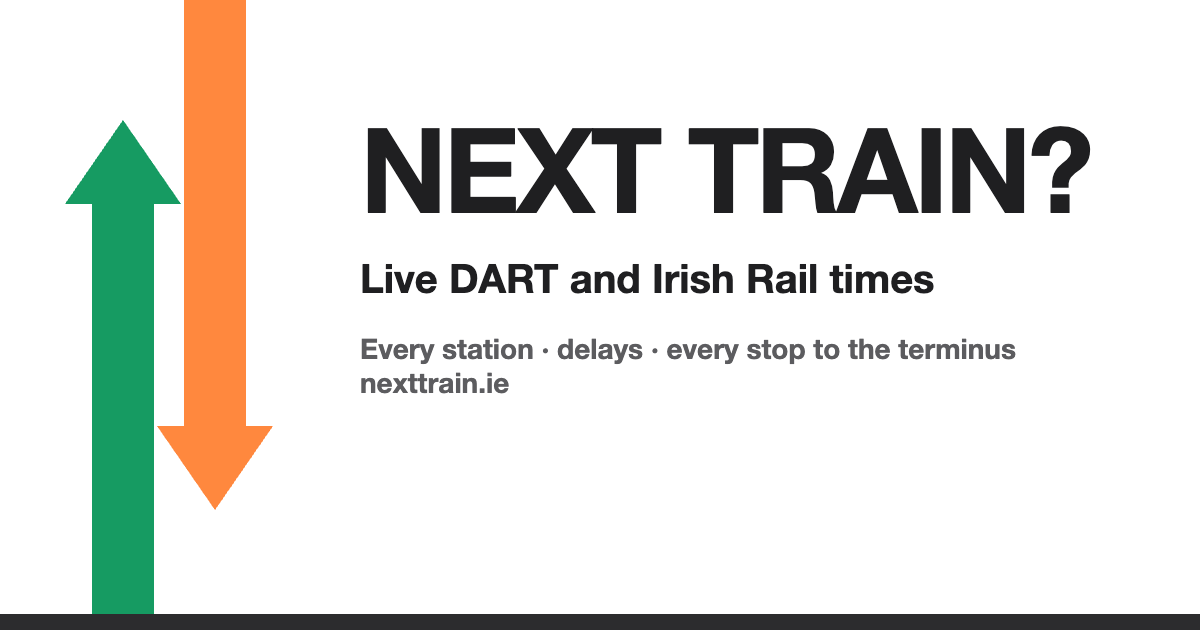 NEXT TRAIN?
Live DART and Irish Rail times
Every station · delays · every stop to the terminus
nexttrain.ie